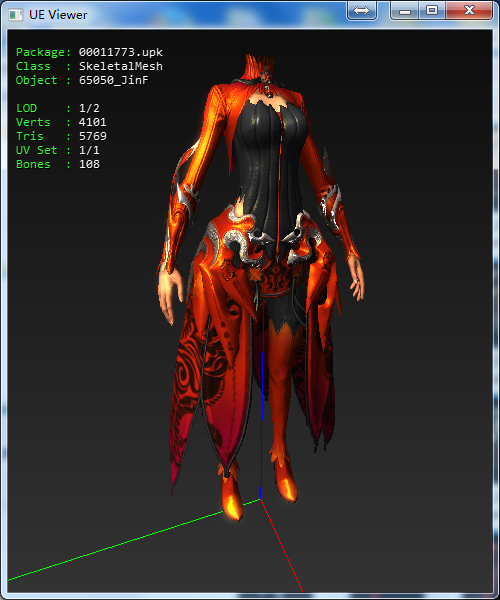 UE Viewer
Package: 00011773.upk
Class  : SkeletalMesh
Object : 65050_JinF
LOD    : 1/2
Verts  : 4101
Tris   : 5769
UV Set : 1/1
Bones  : 108